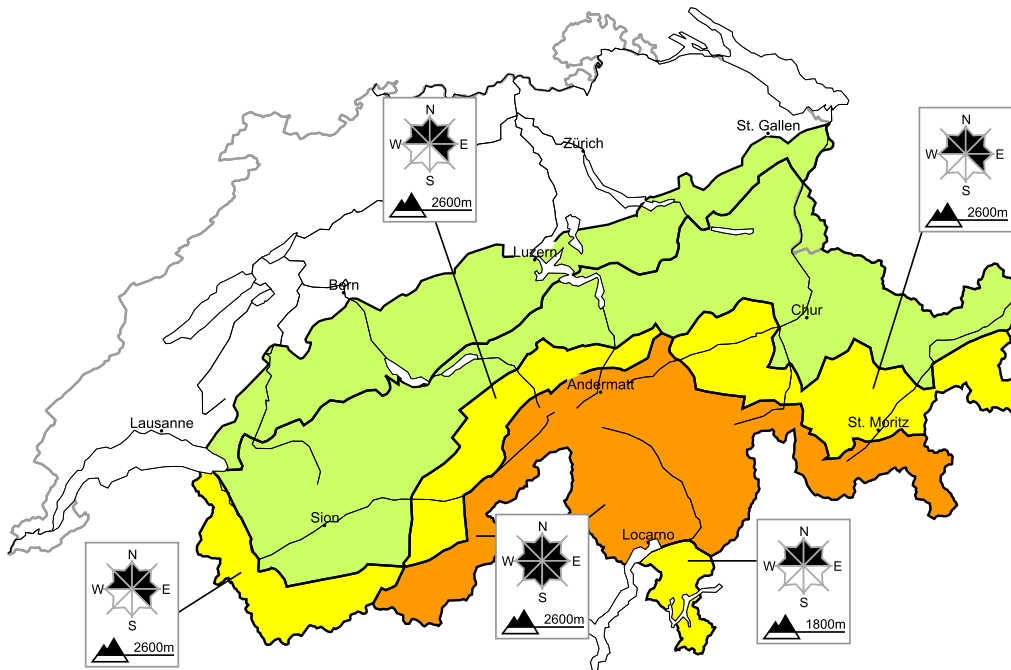 N
W E
S
2600m
St. Gallen
Zürich
N
W E
S
2600m
Luzern
Bern
Chur
Andermatt
Lausanne
St. Moritz
Sion
Locarno
N
W E
S
2600m
N
W E
S
2600m
N
W E
S
1800m